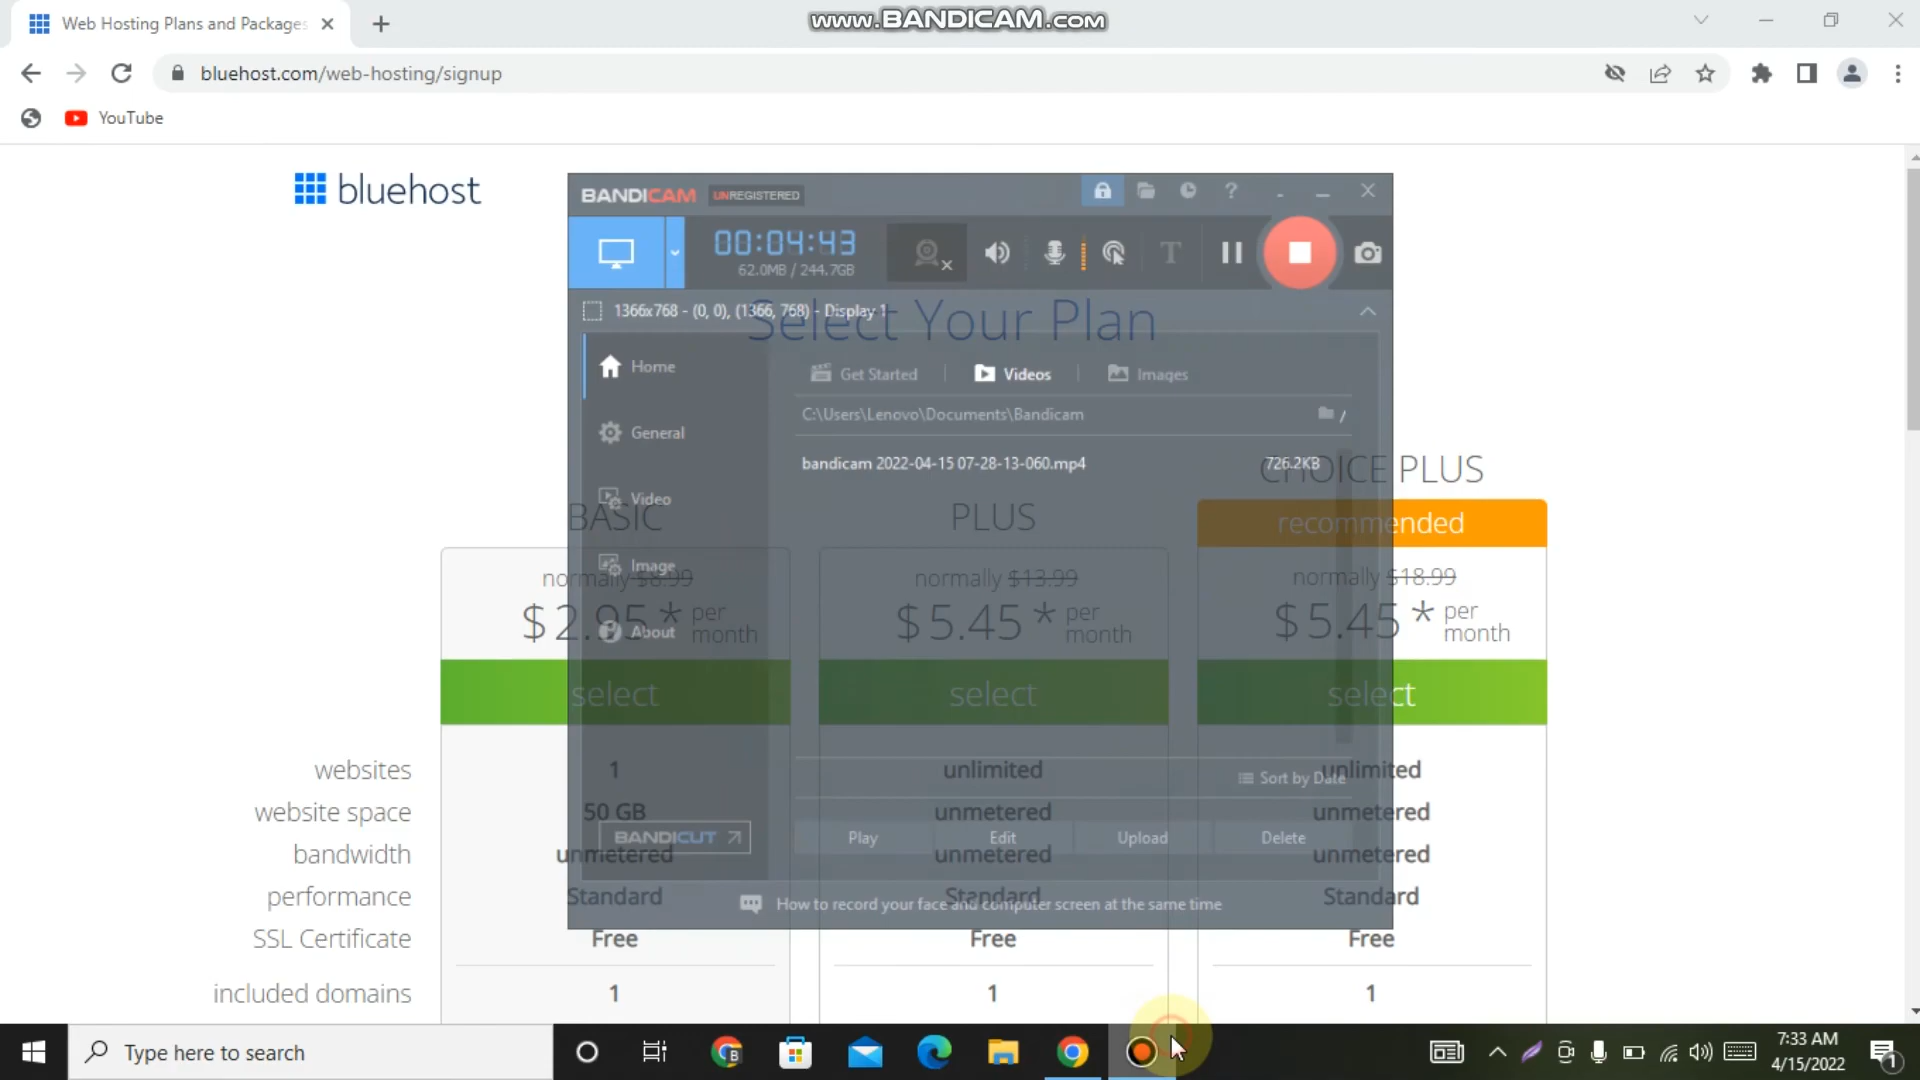 Web Hosting Plans and Packages
www.BANDICAM.com
bluehost.com/web-hosting/signup
YouTube
bluehost
BANDICAM UNREGISTERED
?
00:04:43
62.0MB / 244.7GB
T
1366x768 - (0, 0), (1366, 768) - Display 1
Select Your Plan
Home
Get Started
Videos
Images
C:\Users\Lenovo\Documents\Bandicam
General
bandicam 2022-04-15 07-28-13-060.mp4
726.2KB
CHOICE PLUS
Video
BASIC
PLUS
recommended
Image
normally $8.99
normally $13.99
normally $18.99
$2.95* per month
$5.45* per month
$5.45* per month
About
select
select
select
websites
1
unlimited
unlimited
Sort by Date
website space
50 GB
unmetered
unmetered
BANDICUT
Play
Edit
Upload
Delete
bandwidth
unmetered
unmetered
unmetered
performance
Standard
Standard
Standard
How to record your face and computer screen at the same time
SSL Certificate
Free
Free
Free
included domains
1
1
1
Type here to search
7:33 AM
4/15/2022
1